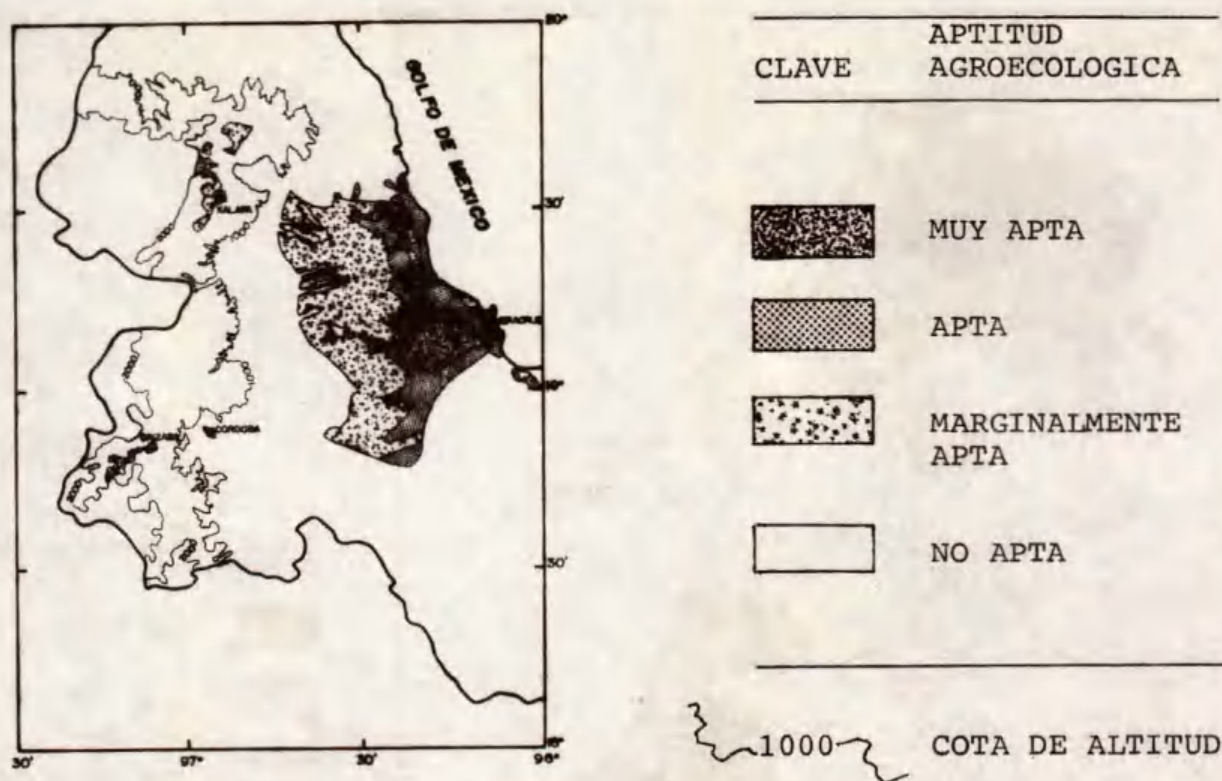 GOLFO DE MEXICO
30'
30'
30'
97°
30'
96°
CORDOBA
CLAVE
APTITUD
AGROECOLOGICA
MUY APTA
APTA
MARGINALMENTE
APTA
NO APTA
1000
COTA DE ALTITUD